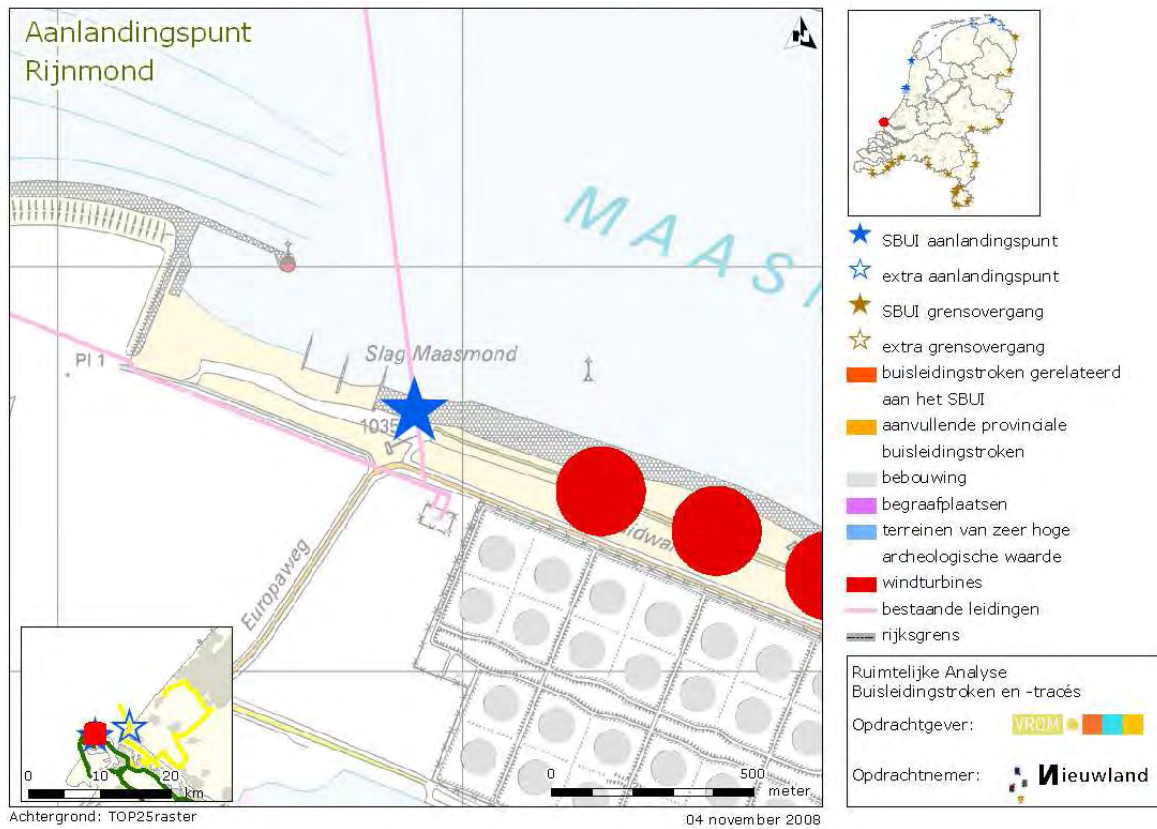 Aanlandingspunt
Rijnmond
MAASI
Slag Maasmond
Pl 1
1035
Europaweg
0 10 20
km
0 500
meter
Achtergrond: TOP25raster
04 november 2008
SBUI aanlandingspunt
extra aanlandingspunt
SBUI grensovergang
extra grensovergang
buisleidingstroken gerelateerd
aan het SBUI
aanvullende provinciale
buisleidingstroken
bebouwing
begraafplaatsen
terreinen van zeer hoge
archeologische waarde
windturbines
bestaande leidingen
rijksgrens
Ruimtelijke Analyse
Buisleidingstroken en -tracés
Opdrachtgever: VROM
Opdrachtnemer: Nieuwland